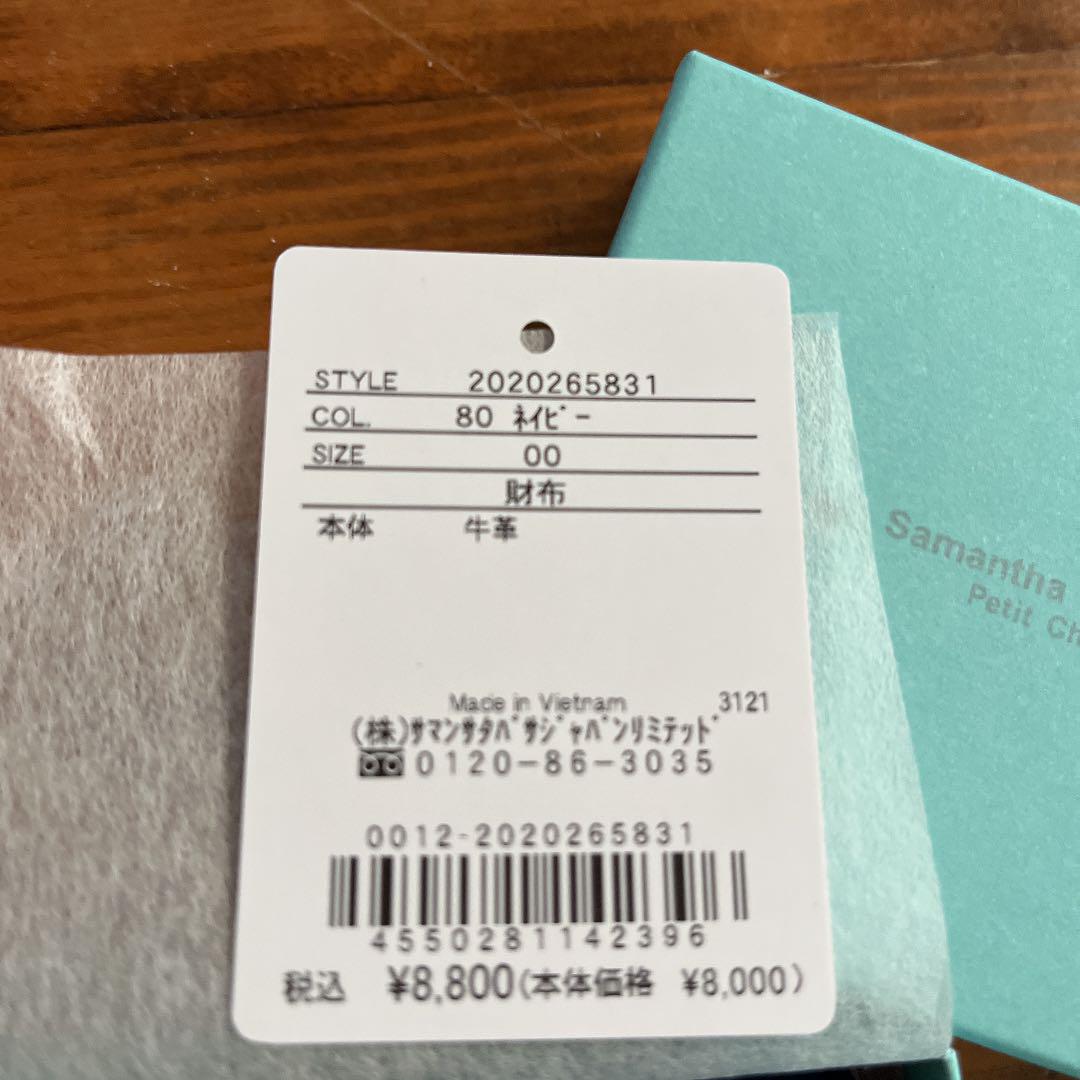 STYLE 2020265831
COL. 80 ﾈｲﾋﾞｰ
SIZE 00
財布
本体 牛革
Made in Vietnam 3121
(株)ｻﾏﾝｻﾀﾊﾞｻｼﾞｬﾊﾟﾝﾘﾐﾃｯﾄﾞ
0120-86-3035
0012-2020265831
4550281142396
税込 ¥8,800(本体価格 ¥8,000)
Samantha
Petit Ch